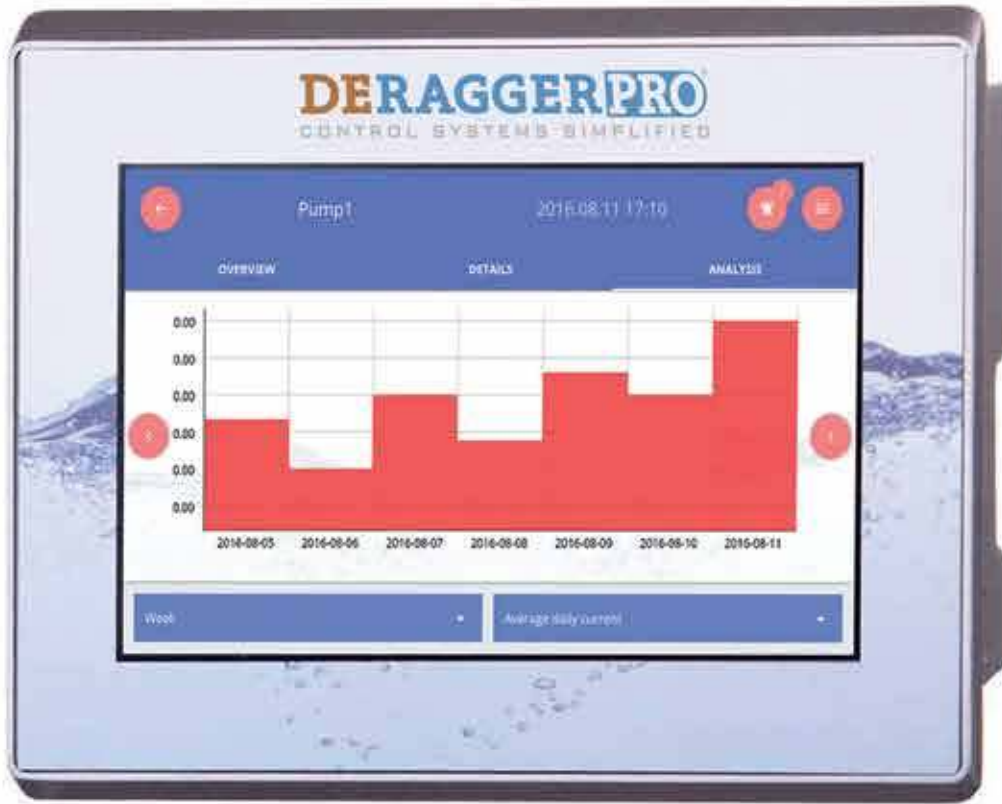 DERAGGERPRO
CONTROL SYSTEMS SIMPLIFIED
Pump1 2016.08.11 17:10
OVERVIEW DETAILS ANALYSIS
0.00
0.00
0.00
0.00
0.00
0.00
2016-08-05 2016-08-06 2016-08-07 2016-08-08 2016-08-09 2016-08-10 2016-08-11
Week Average daily current